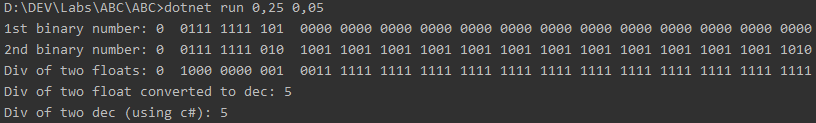 D:\DEV\Labs\ABC\ABC>dotnet run 0,25 0,05
1st binary number: 0  0111 1111 101  0000 0000 0000 0000 0000 0000 0000 0000 0000 0000 0000 0000 0000
2nd binary number: 0  0111 1111 010  1001 1001 1001 1001 1001 1001 1001 1001 1001 1001 1001 1001 1010
Div of two floats: 0  1000 0000 001  0011 1111 1111 1111 1111 1111 1111 1111 1111 1111 1111 1111 1111
Div of two float converted to dec: 5
Div of two dec (using c#): 5